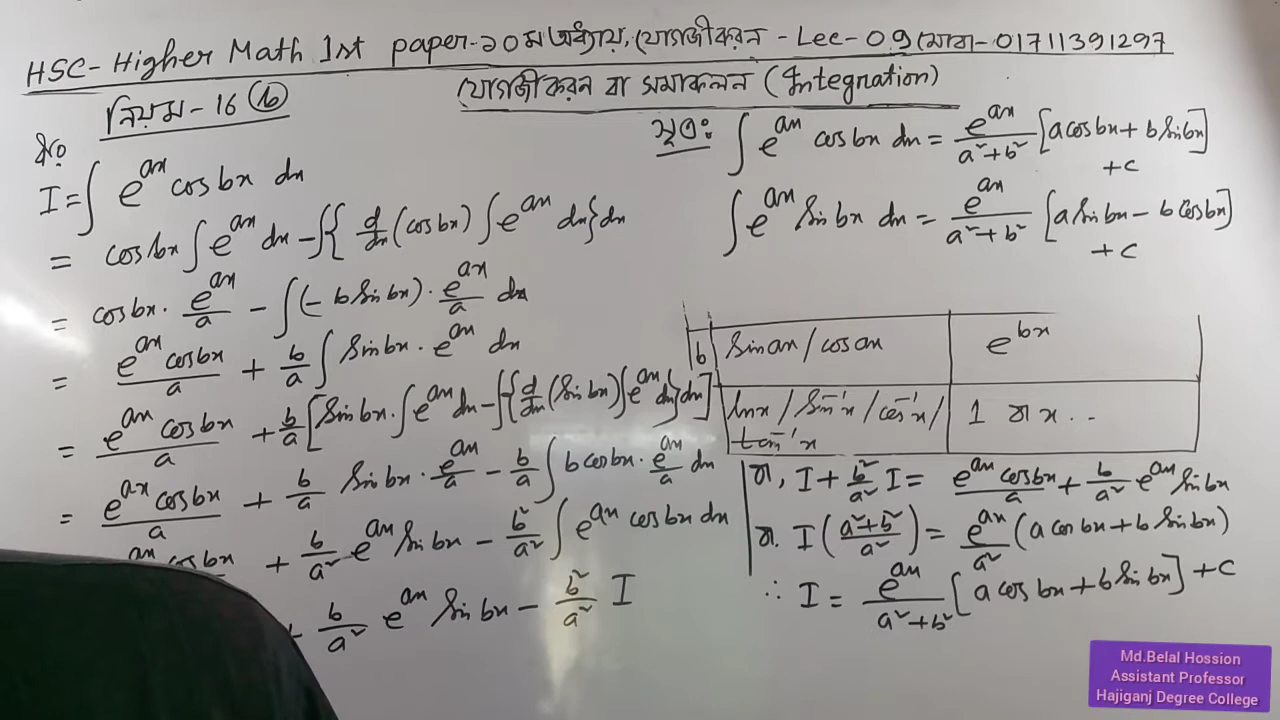 HSC- Higher Math 1st paper-১০ম অধ্যায়, যোগজীকরন - Lec-09 মোবা- 01711391297
যোগজীকরন বা সমাকলন (Integration)
নিয়ম-16 (b)
I = ∫ e^{ax} cos bx dx
= cos bx ∫ e^{ax} dx - ∫{ d/dx (cos bx) ∫ e^{ax} dx} dx
= cos bx · e^{ax}/a - ∫ (- b Sin bx) · e^{ax}/a dx
= e^{ax} cos bx/a + b/a ∫ Sin bx · e^{ax} dx
= e^{ax} cos bx/a + b/a [Sin bx · ∫ e^{ax} dx - ∫{ d/dx (Sin bx) ∫ e^{ax} dx} dx]
= e^{ax} cos bx/a + b/a Sin bx · e^{ax}/a - b/a ∫ b cos bx · e^{ax}/a dx
cos bx + b/a² e^{ax} Sin bx - b²/a² ∫ e^{ax} cos bx dx
+ b/a² e^{ax} Sin bx - b²/a² I
সূত্র: ∫ e^{ax} cos bx dx = e^{ax}/(a²+b²) [a cos bx + b Sin bx] + c
∫ e^{ax} Sin bx dx = e^{ax}/(a²+b²) [a Sin bx - b cos bx] + c
b | Sin ax / cos ax | e^{bx}
ln x / Sin⁻¹x / cos⁻¹x / tan⁻¹x | 1 বা x ..
বা, I + b²/a² I = e^{ax} cos bx/a + b/a² e^{ax} Sin bx
বা, I ((a²+b²)/a²) = e^{ax}/a² (a cos bx + b Sin bx)
∴ I = e^{ax}/(a²+b²) [a cos bx + b Sin bx] + c
Md.Belal Hossion
Assistant Professor
Hajiganj Degree College